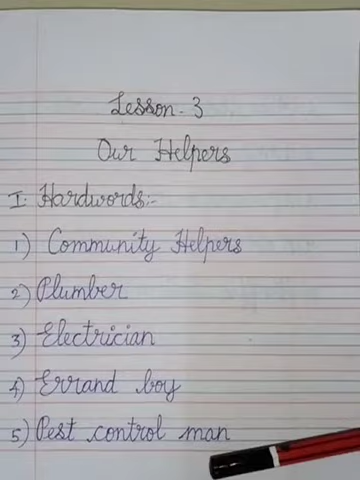 Lesson - 3
Our Helpers
I. Hardwords:-
1) Community Helpers
2) Plumber
3) Electrician
4) Errand boy
5) Pest control man